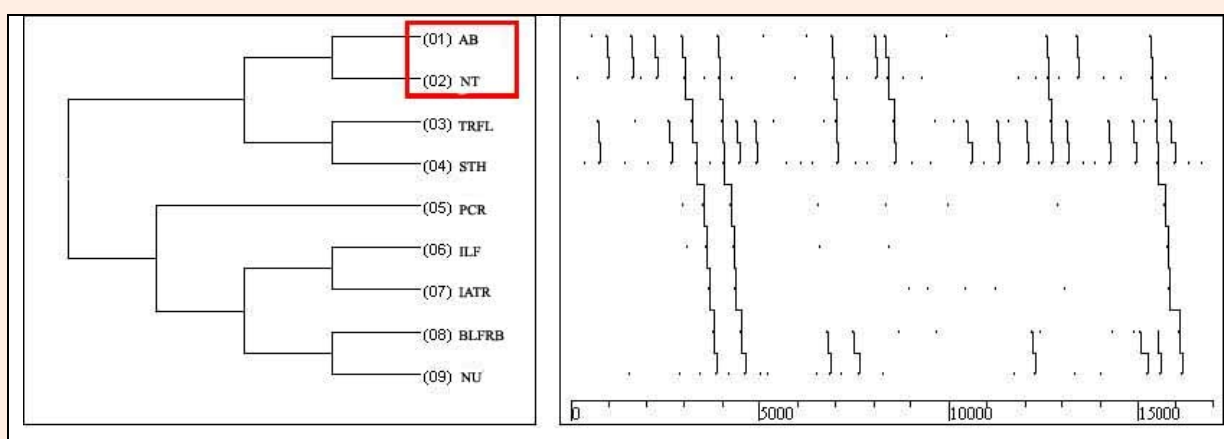 (01) AB
(02) NT
(03) TRFL
(04) STH
(05) PCR
(06) ILF
(07) IATR
(08) BLFRB
(09) NU
0 5000 10000 15000